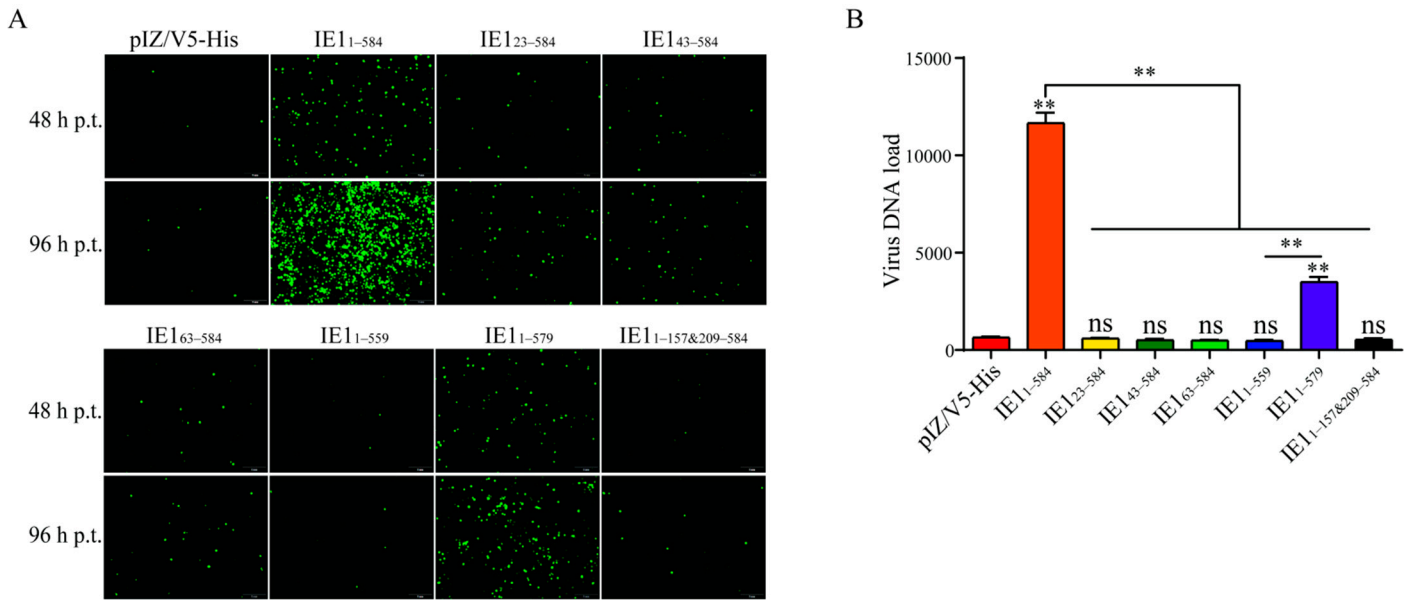 A
pIZ/V5-His IE11–584 IE123–584 IE143–584
48 h p.t.
96 h p.t.
IE163–584 IE11–559 IE11–579 IE11–157&209–584
48 h p.t.
96 h p.t.
B
Virus DNA load
15000
10000
5000
0
**
**
**
**
ns
ns
ns
ns
ns
pIZ/V5-His
IE11–584
IE123–584
IE143–584
IE163–584
IE11–559
IE11–579
IE11–157&209–584